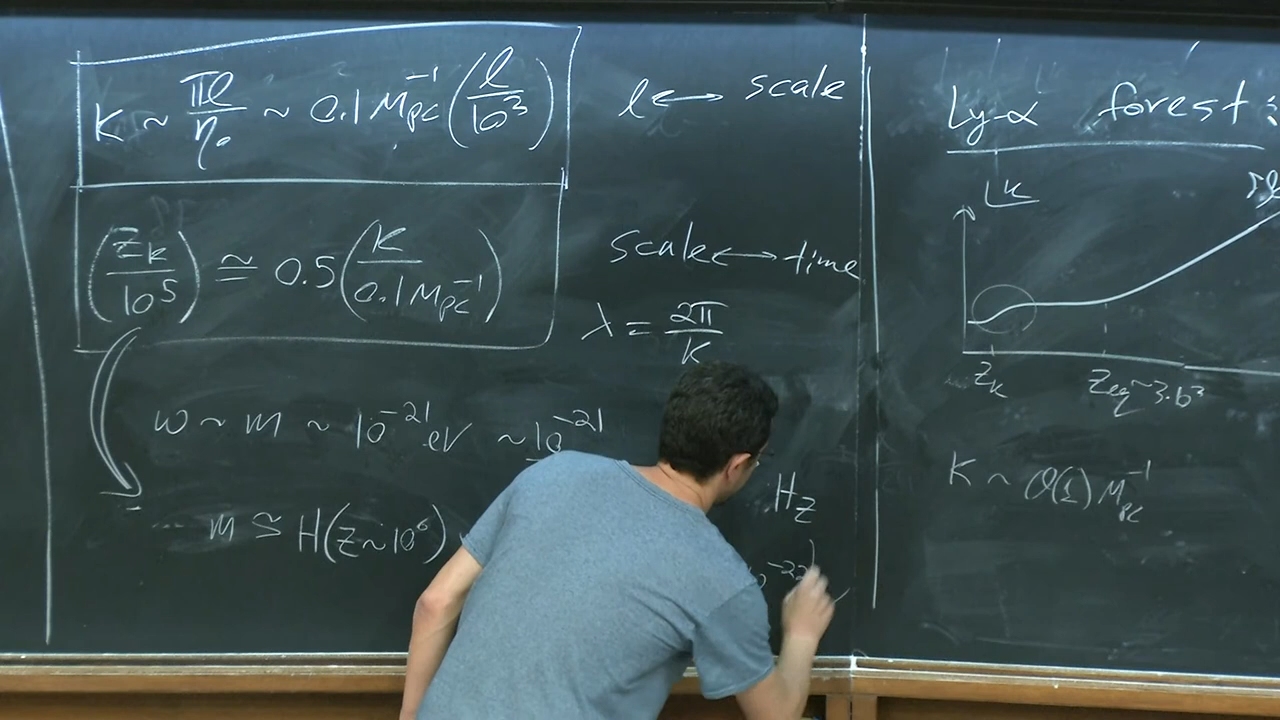 K ~ πl/η₀ ~ 0.1 Mpc⁻¹ (l/10³)
l ⟷ scale
(z_k/10⁵) ≅ 0.5 (K/0.1 Mpc⁻¹)
scale ⟷ time
λ = 2π/K
ω ~ m ~ 10⁻²¹ eV ~ 10⁻²¹
Hz
m ≃ H(z~10⁶)
Ly-α forest:
z_k
z_eq ~ 3·10³
K ~ O(1) Mpc⁻¹